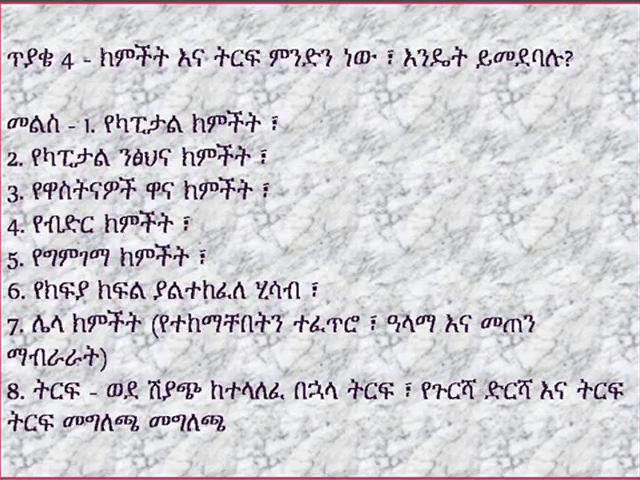 ጥያቄ 4 - ክምችት እና ትርፍ ምንድን ነው ፣ እንዴት ይመደባሉ?
መልስ - 1. የካፒታል ክምችት ፣
2. የካፒታል ንፅህና ክምችት ፣
3. የዋስትናዎች ዋና ክምችት ፣
4. የብድር ክምችት ፣
5. የግምገማ ክምችት ፣
6. የክፍያ ክፍል ያልተከፈለ ሂሳብ ፣
7. ሌላ ክምችት (የተከማቸበትን ተፈጥሮ ፣ ዓላማ እና መጠን
ማብራራት)
8. ትርፍ - ወደ ሽያጭ ከተላለፈ በኋላ ትርፍ ፣ የጉርሻ ድርሻ እና ትርፍ
ትርፍ መግለጫ መግለጫ